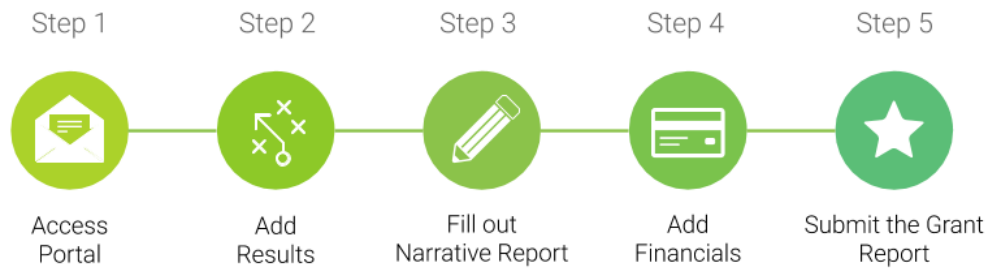 Step 1
Step 2
Step 3
Step 4
Step 5
Access
Portal
Add
Results
Fill out
Narrative Report
Add
Financials
Submit the Grant
Report